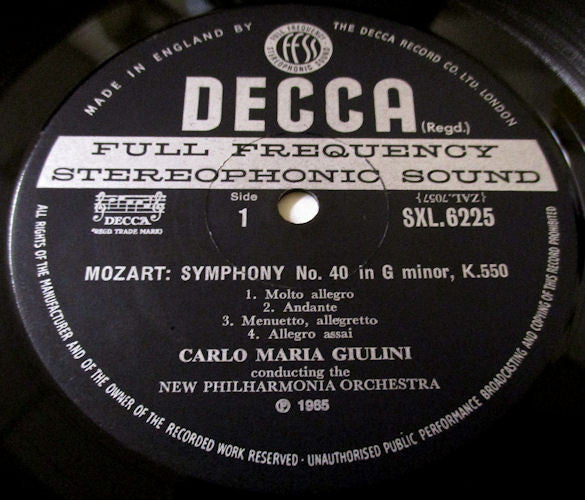 MADE IN ENGLAND BY
THE DECCA RECORD CO. LTD. LONDON
FULL FREQUENCY
ffss
STEREOPHONIC SOUND
DECCA (Regd.)
FULL FREQUENCY
STEREOPHONIC SOUND
DECCA
(REGD TRADE MARK)
Side
1
{ZAL.7057}
SXL.6225
MOZART: SYMPHONY No. 40 in G minor, K.550
1. Molto allegro
2. Andante
3. Menuetto, allegretto
4. Allegro assai
CARLO MARIA GIULINI
conducting the
NEW PHILHARMONIA ORCHESTRA
Ⓟ 1965
ALL RIGHTS OF THE MANUFACTURER AND OF THE OWNER OF THE RECORDED WORK RESERVED · UNAUTHORISED PUBLIC PERFORMANCE BROADCASTING AND COPYING OF THIS RECORD PROHIBITED